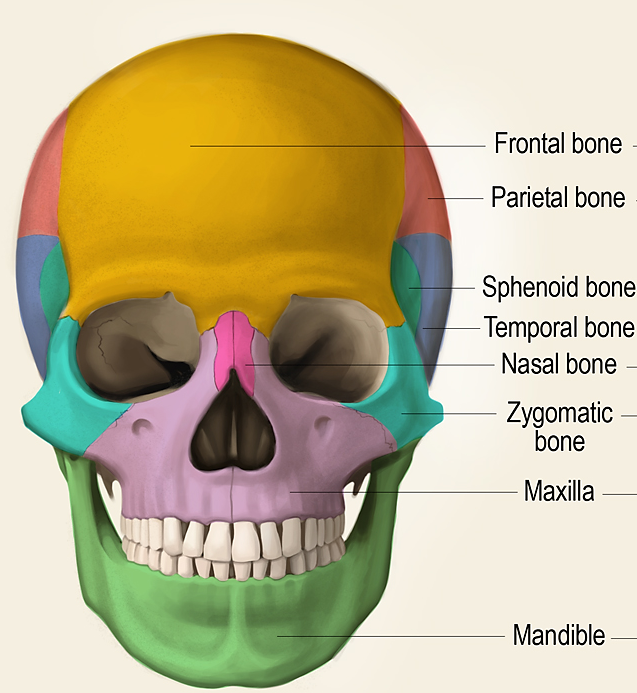 Frontal bone
Parietal bone
Sphenoid bone
Temporal bone
Nasal bone
Zygomatic
bone
Maxilla
Mandible